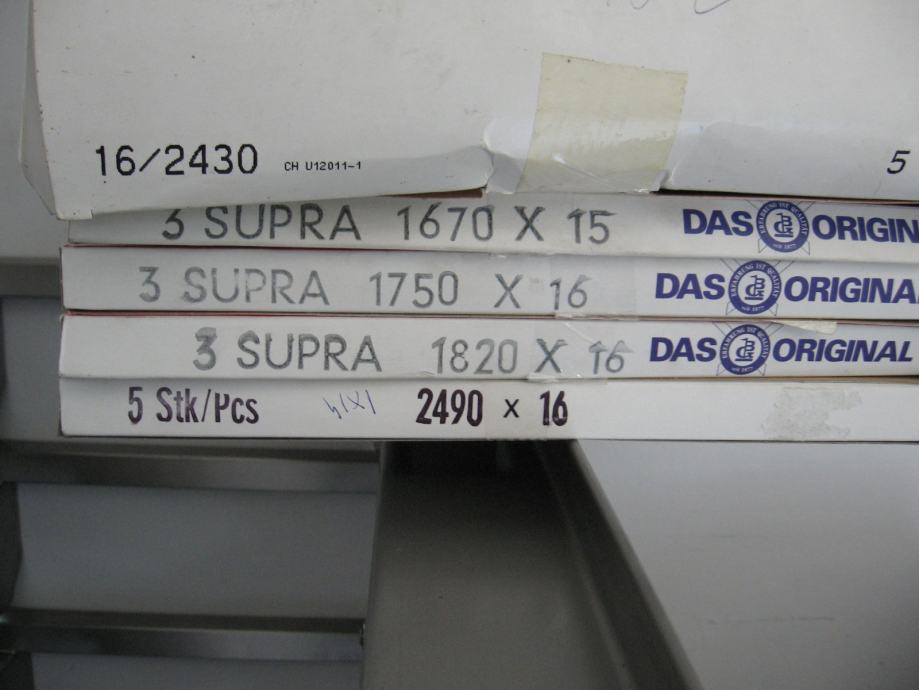 16/2430 CH U12011-1 5
3 SUPRA 1670 X 15 DAS ORIGIN
3 SUPRA 1750 X 16 DAS ORIGINA
3 SUPRA 1820 X 16 DAS ORIGINAL
5 Stk/Pcs 2490 x 16